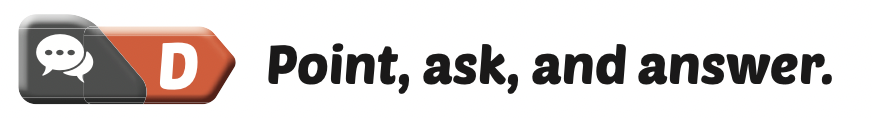 D Point, ask, and answer.